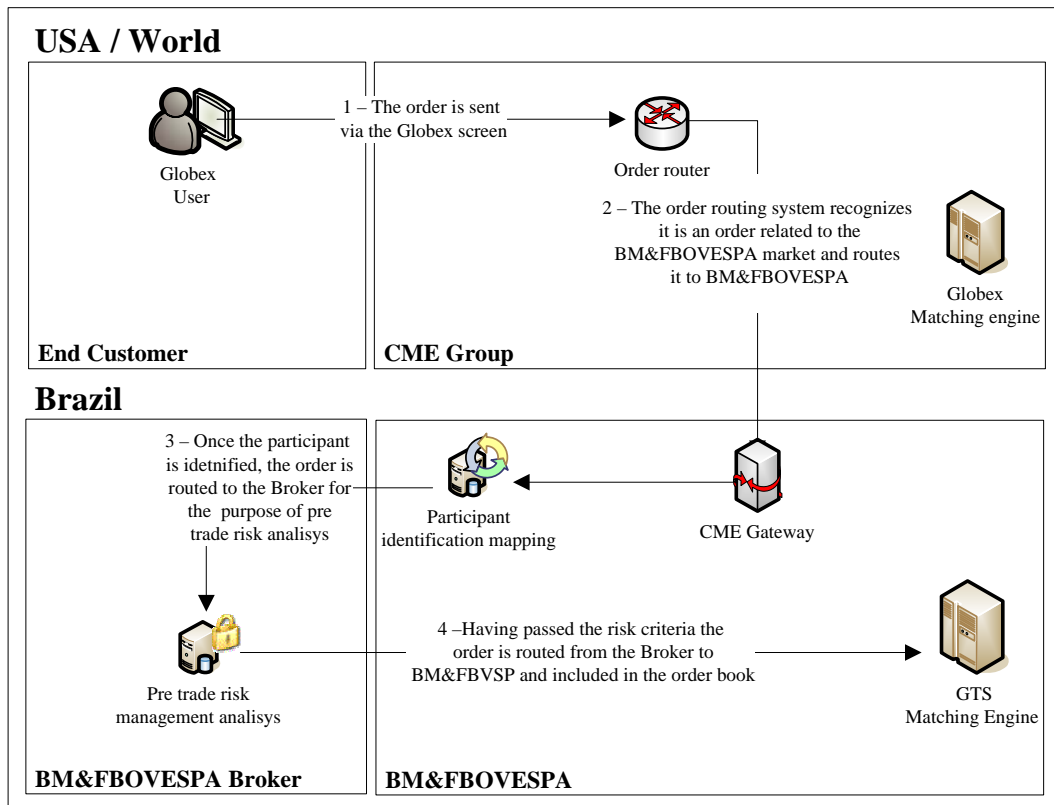 USA / World
1 – The order is sent
via the Globex screen
Globex
User
Order router
2 – The order routing system recognizes
it is an order related to the
BM&FBOVESPA market and routes
it to BM&FBOVESPA
Globex
Matching engine
End Customer
CME Group
Brazil
3 – Once the participant
is idetnified, the order is
routed to the Broker for
the purpose of pre
trade risk analisys
Participant
identification mapping
CME Gateway
4 –Having passed the risk criteria the
order is routed from the Broker to
BM&FBVSP and included in the order book
Pre trade risk
management analisys
GTS
Matching Engine
BM&FBOVESPA Broker
BM&FBOVESPA